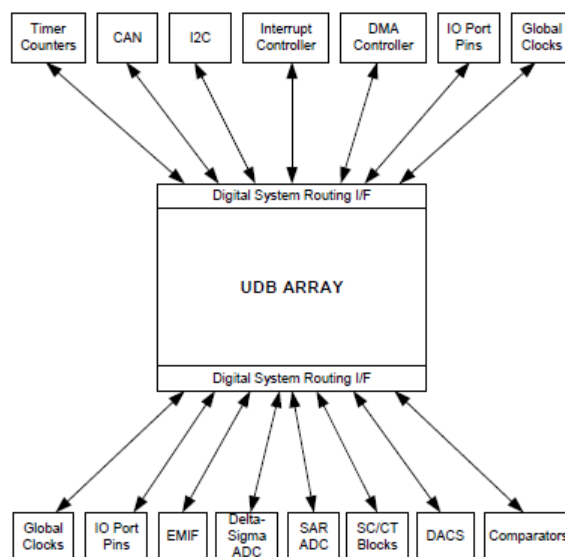 Timer
Counters
CAN
I2C
Interrupt
Controller
DMA
Controller
IO Port
Pins
Global
Clocks
Digital System Routing I/F
UDB ARRAY
Digital System Routing I/F
Global
Clocks
IO Port
Pins
EMIF
Delta-
Sigma
ADC
SAR
ADC
SC/CT
Blocks
DACS
Comparators